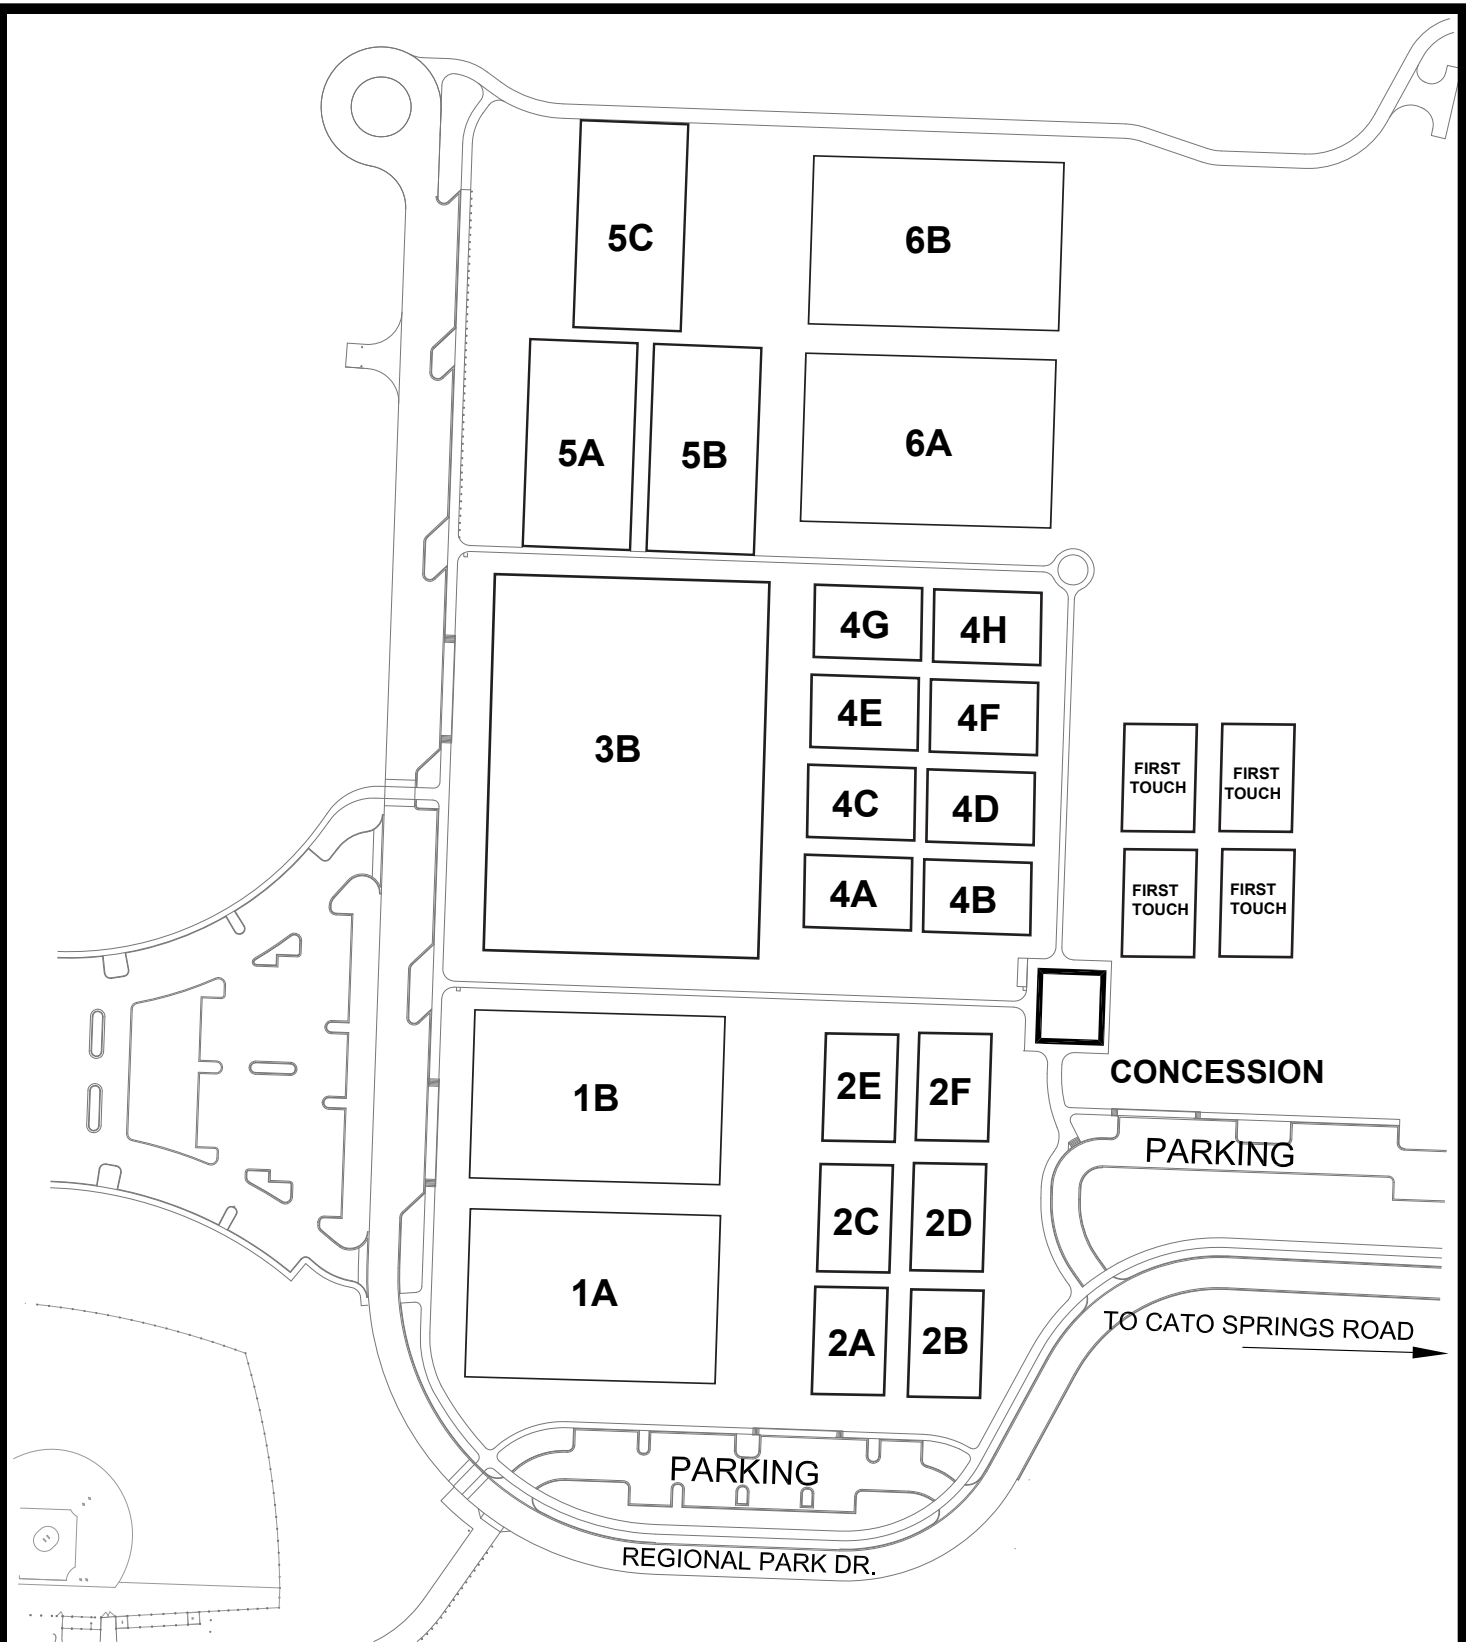 5C
6B
5A
5B
6A
4G
4H
4E
4F
3B
4C
4D
4A
4B
FIRST
TOUCH
FIRST
TOUCH
FIRST
TOUCH
FIRST
TOUCH
1B
2E
2F
CONCESSION
PARKING
2C
2D
1A
2A
2B
TO CATO SPRINGS ROAD
PARKING
REGIONAL PARK DR.